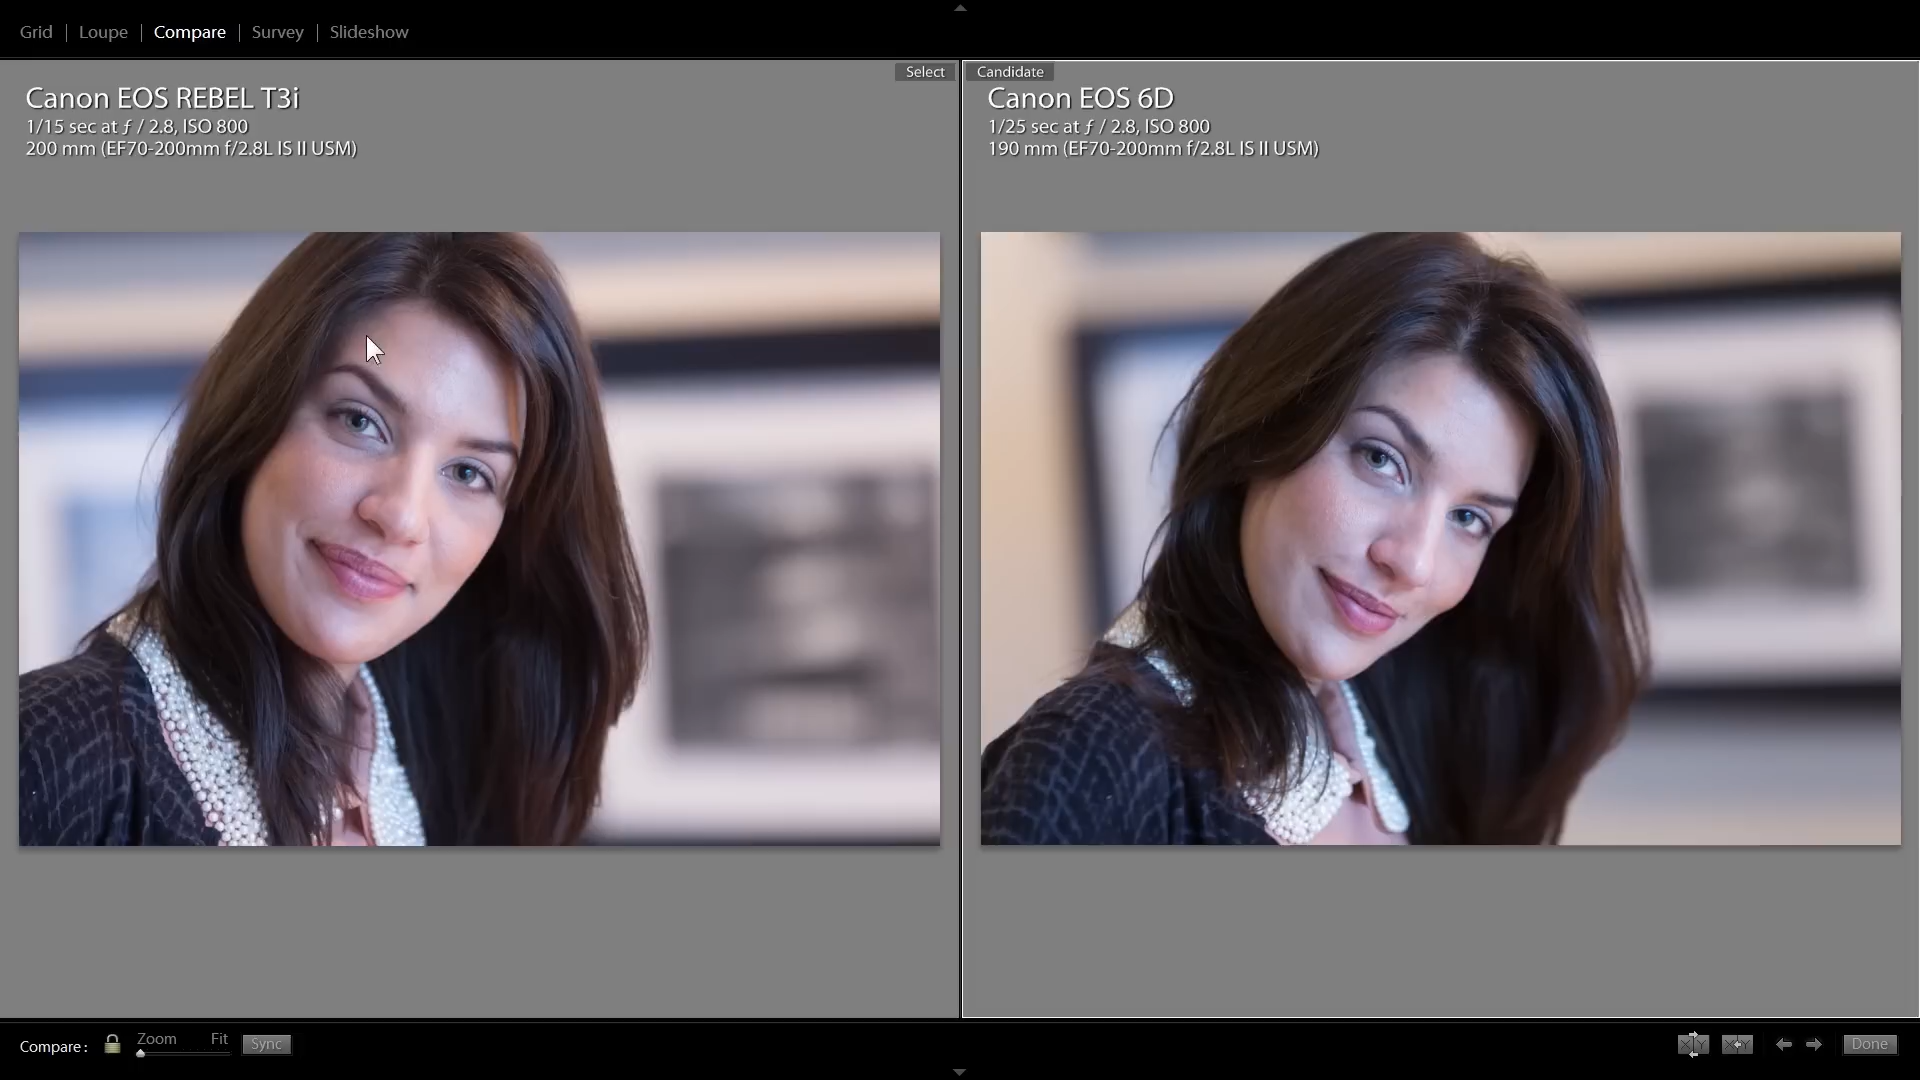 Grid | Loupe | Compare | Survey | Slideshow
Select
Candidate
Canon EOS REBEL T3i
1/15 sec at ƒ / 2.8, ISO 800
200 mm (EF70-200mm f/2.8L IS II USM)
Canon EOS 6D
1/25 sec at ƒ / 2.8, ISO 800
190 mm (EF70-200mm f/2.8L IS II USM)
Compare :
Zoom
Fit
Sync
X Y
X Y
Done